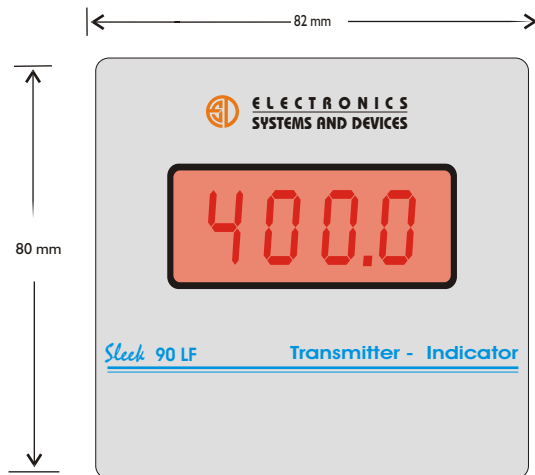 82 mm
ELECTRONICS
SYSTEMS AND DEVICES
400.0
80 mm
Sleek 90 LF Transmitter - Indicator